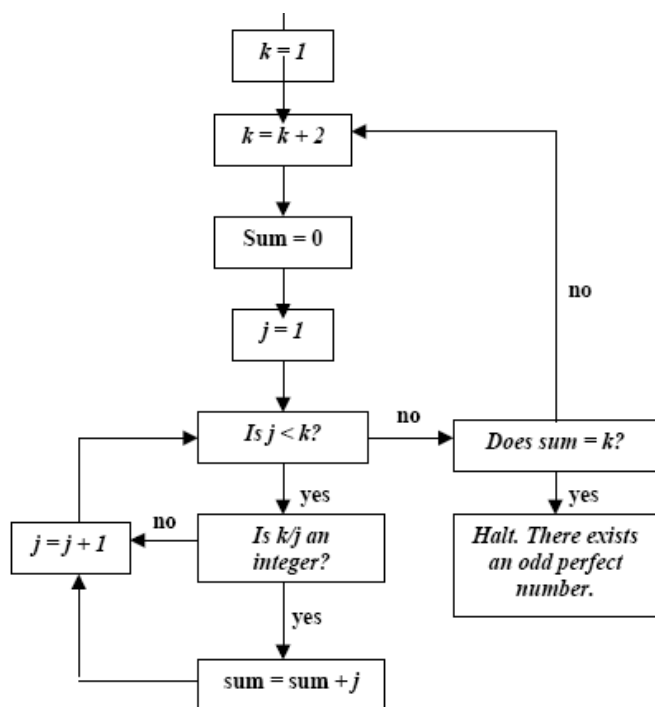 k = 1
k = k + 2
Sum = 0
j = 1
no
Is j < k?
no
Does sum = k?
yes
yes
j = j + 1
no
Is k/j an
integer?
Halt. There exists
an odd perfect
number.
yes
sum = sum + j